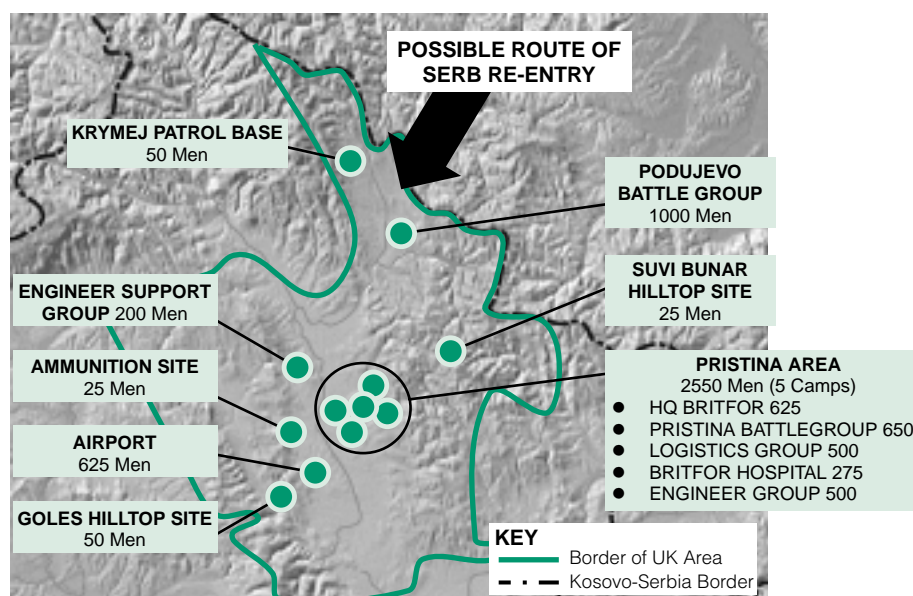 POSSIBLE ROUTE OF
SERB RE-ENTRY
KRYMEJ PATROL BASE
50 Men
PODUJEVO
BATTLE GROUP
1000 Men
ENGINEER SUPPORT
GROUP 200 Men
SUVI BUNAR
HILLTOP SITE
25 Men
AMMUNITION SITE
25 Men
PRISTINA AREA
2550 Men (5 Camps)
● HQ BRITFOR 625
● PRISTINA BATTLEGROUP 650
● LOGISTICS GROUP 500
● BRITFOR HOSPITAL 275
● ENGINEER GROUP 500
AIRPORT
625 Men
GOLES HILLTOP SITE
50 Men
KEY
Border of UK Area
Kosovo-Serbia Border